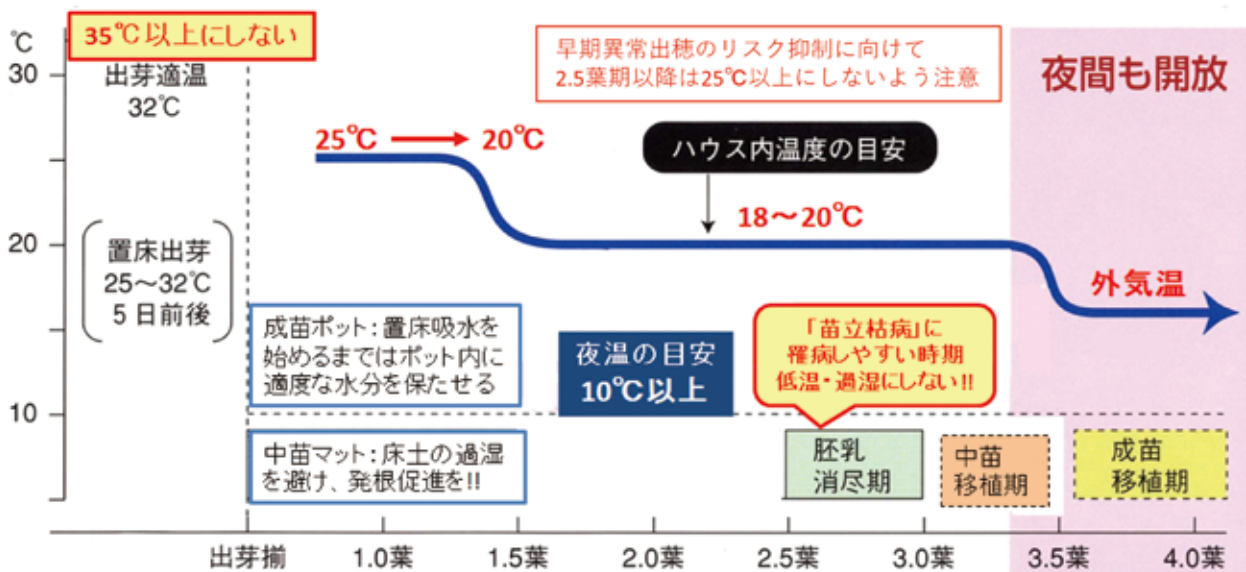 ℃
35℃以上にしない
30
出芽適温
32℃
早期異常出穂のリスク抑制に向けて
2.5葉期以降は25℃以上にしないよう注意
夜間も開放
25℃
20℃
ハウス内温度の目安
18～20℃
20
置床出芽
25～32℃
5日前後
外気温
成苗ポット：置床吸水を
始めるまではポット内に
適度な水分を保たせる
夜温の目安
10℃以上
「苗立枯病」に
罹病しやすい時期
低温・過湿にしない!!
10
中苗マット：床土の過湿
を避け、発根促進を!!
胚乳
消尽期
中苗
移植期
成苗
移植期
出芽揃
1.0葉
1.5葉
2.0葉
2.5葉
3.0葉
3.5葉
4.0葉